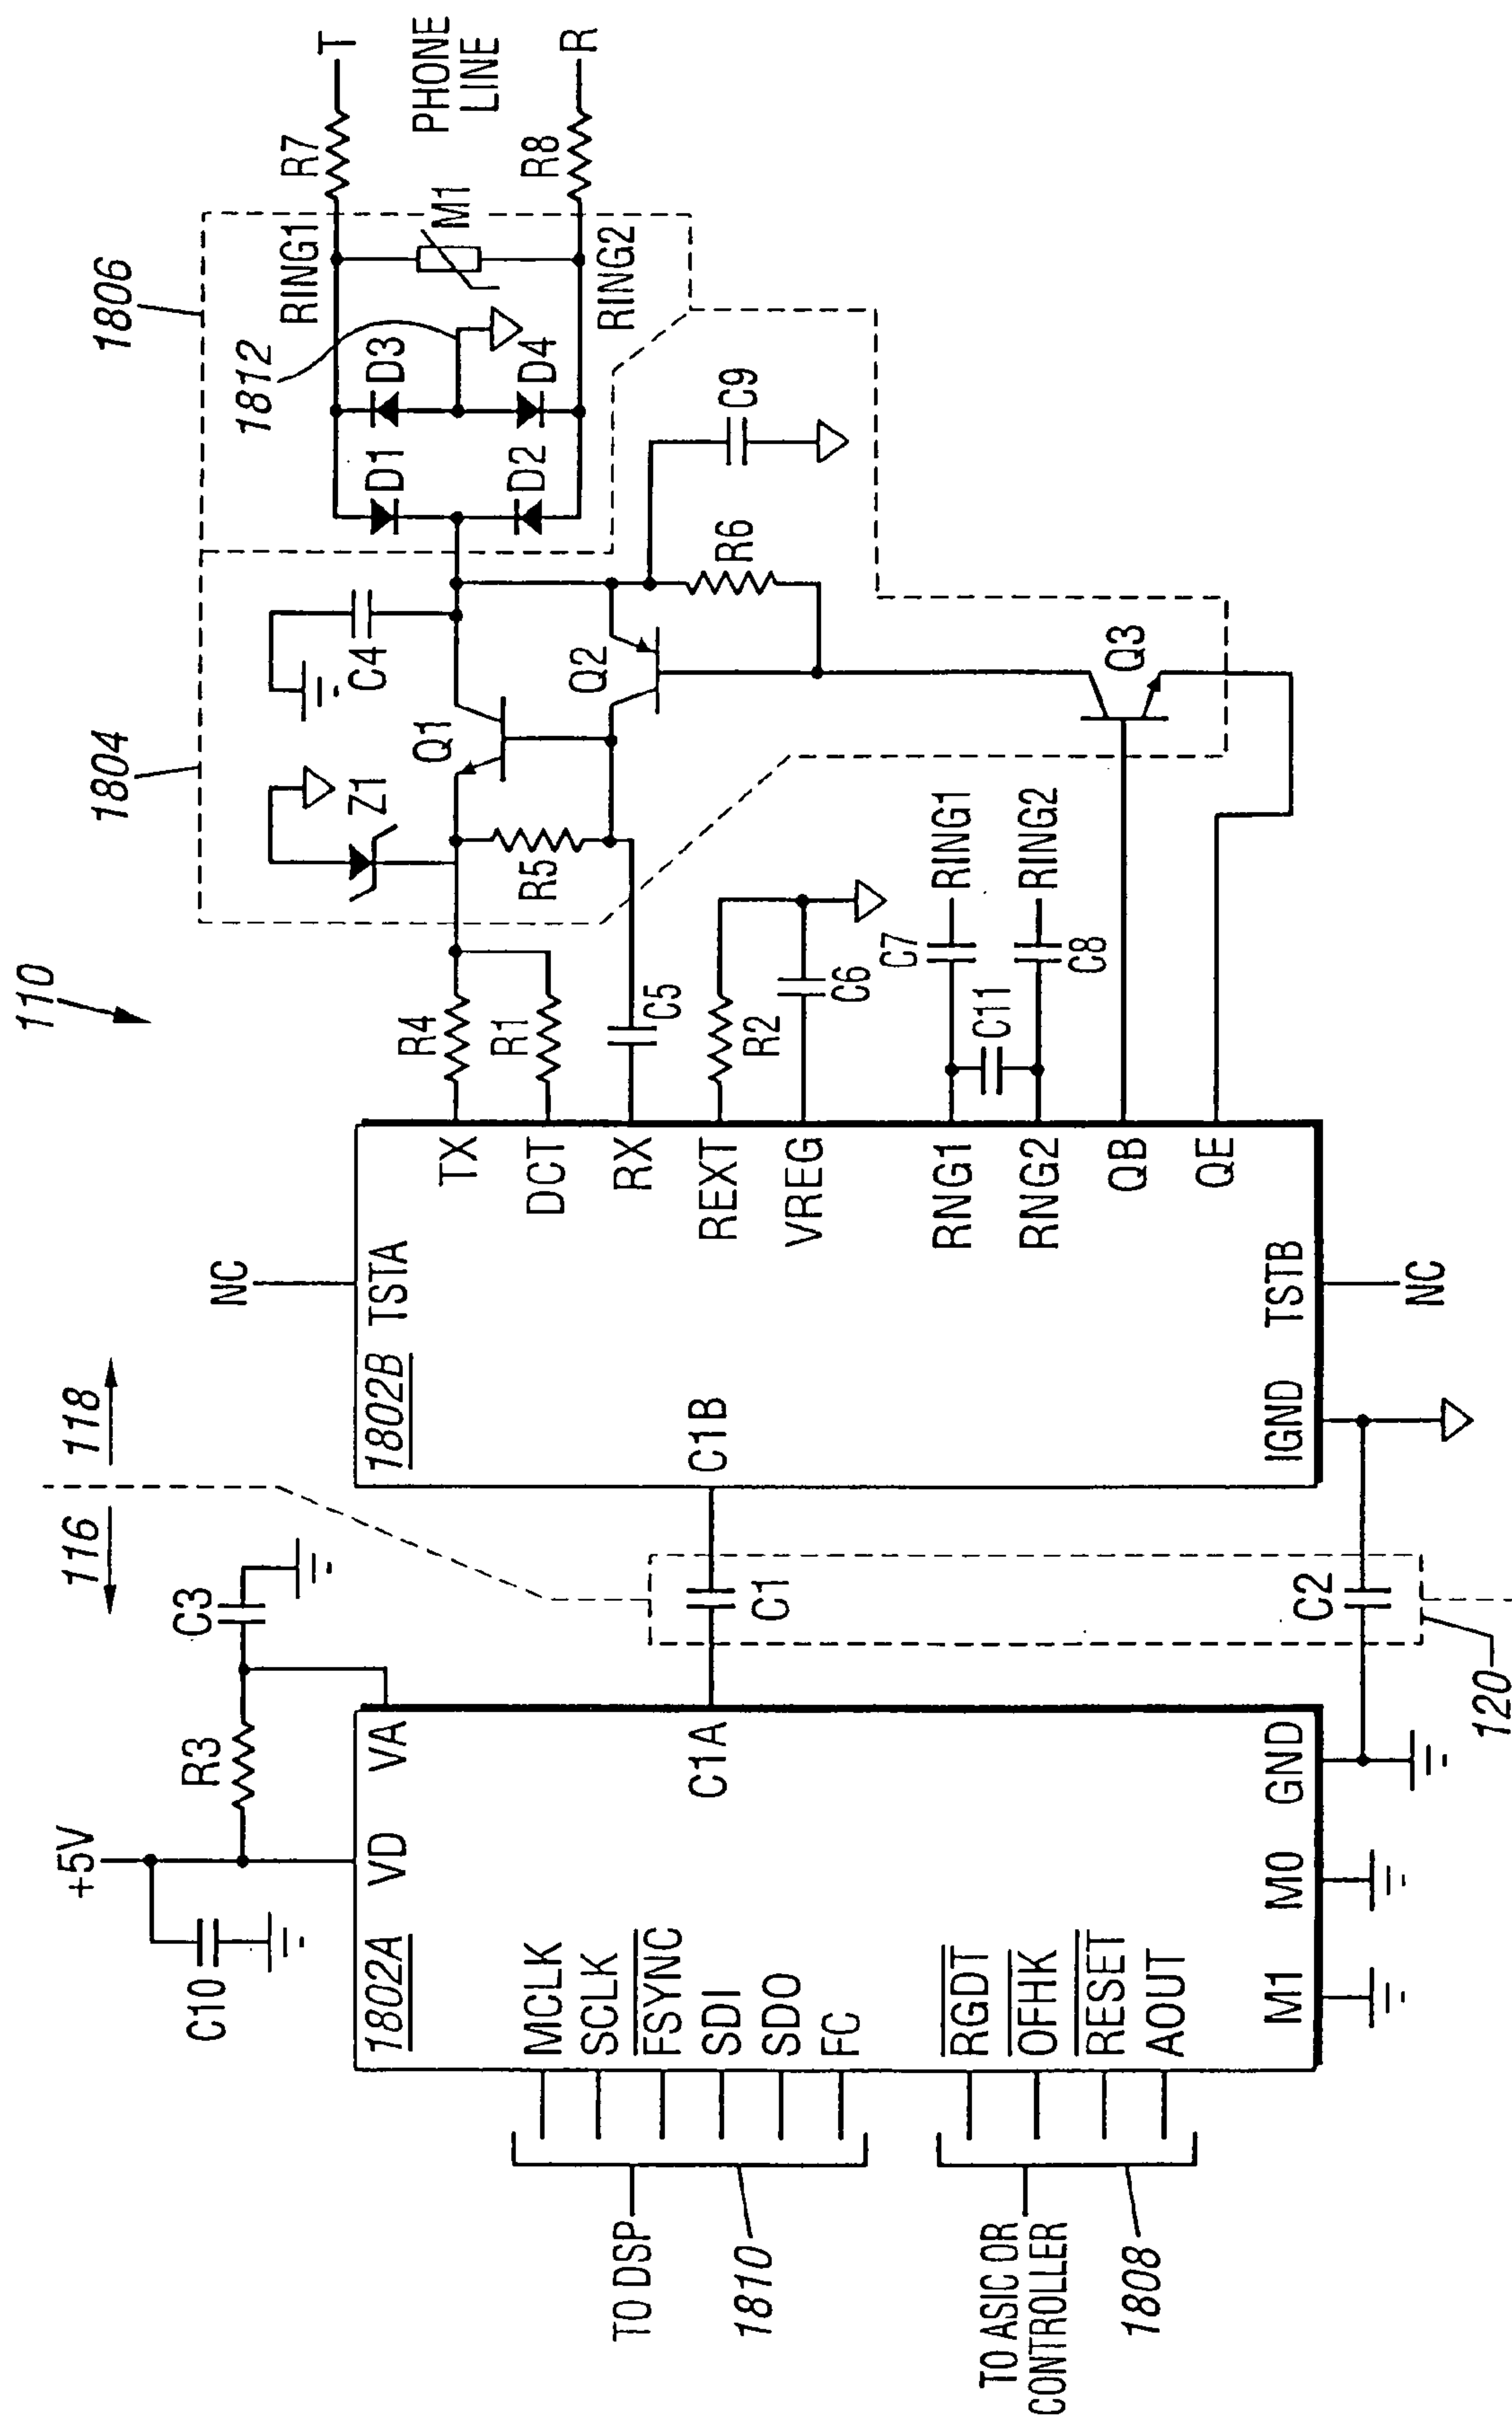 110
116
118
+5V
C10
R3
C3
1802A
VD
VA
MCLK
SCLK
FSYNC
SDI
SDO
FC
RGDT
OFHK
RESET
AOUT
M1
M0
GND
C1A
TO DSP
1810
TO ASIC OR
CONTROLLER
1808
C1
C2
120
NC
1802B
TSTA
C1B
IGND
TSTB
NC
TX
DCT
RX
REXT
VREG
RNG1
RNG2
QB
QE
R4
R1
C5
R2
C6
C7
RING1
C11
C8
RING2
1804
Z1
R5
Q1
C4
Q2
R6
C9
Q3
1806
1812
RING1
D1
D3
D2
D4
M1
RING2
R7
T
PHONE
LINE
R8
R